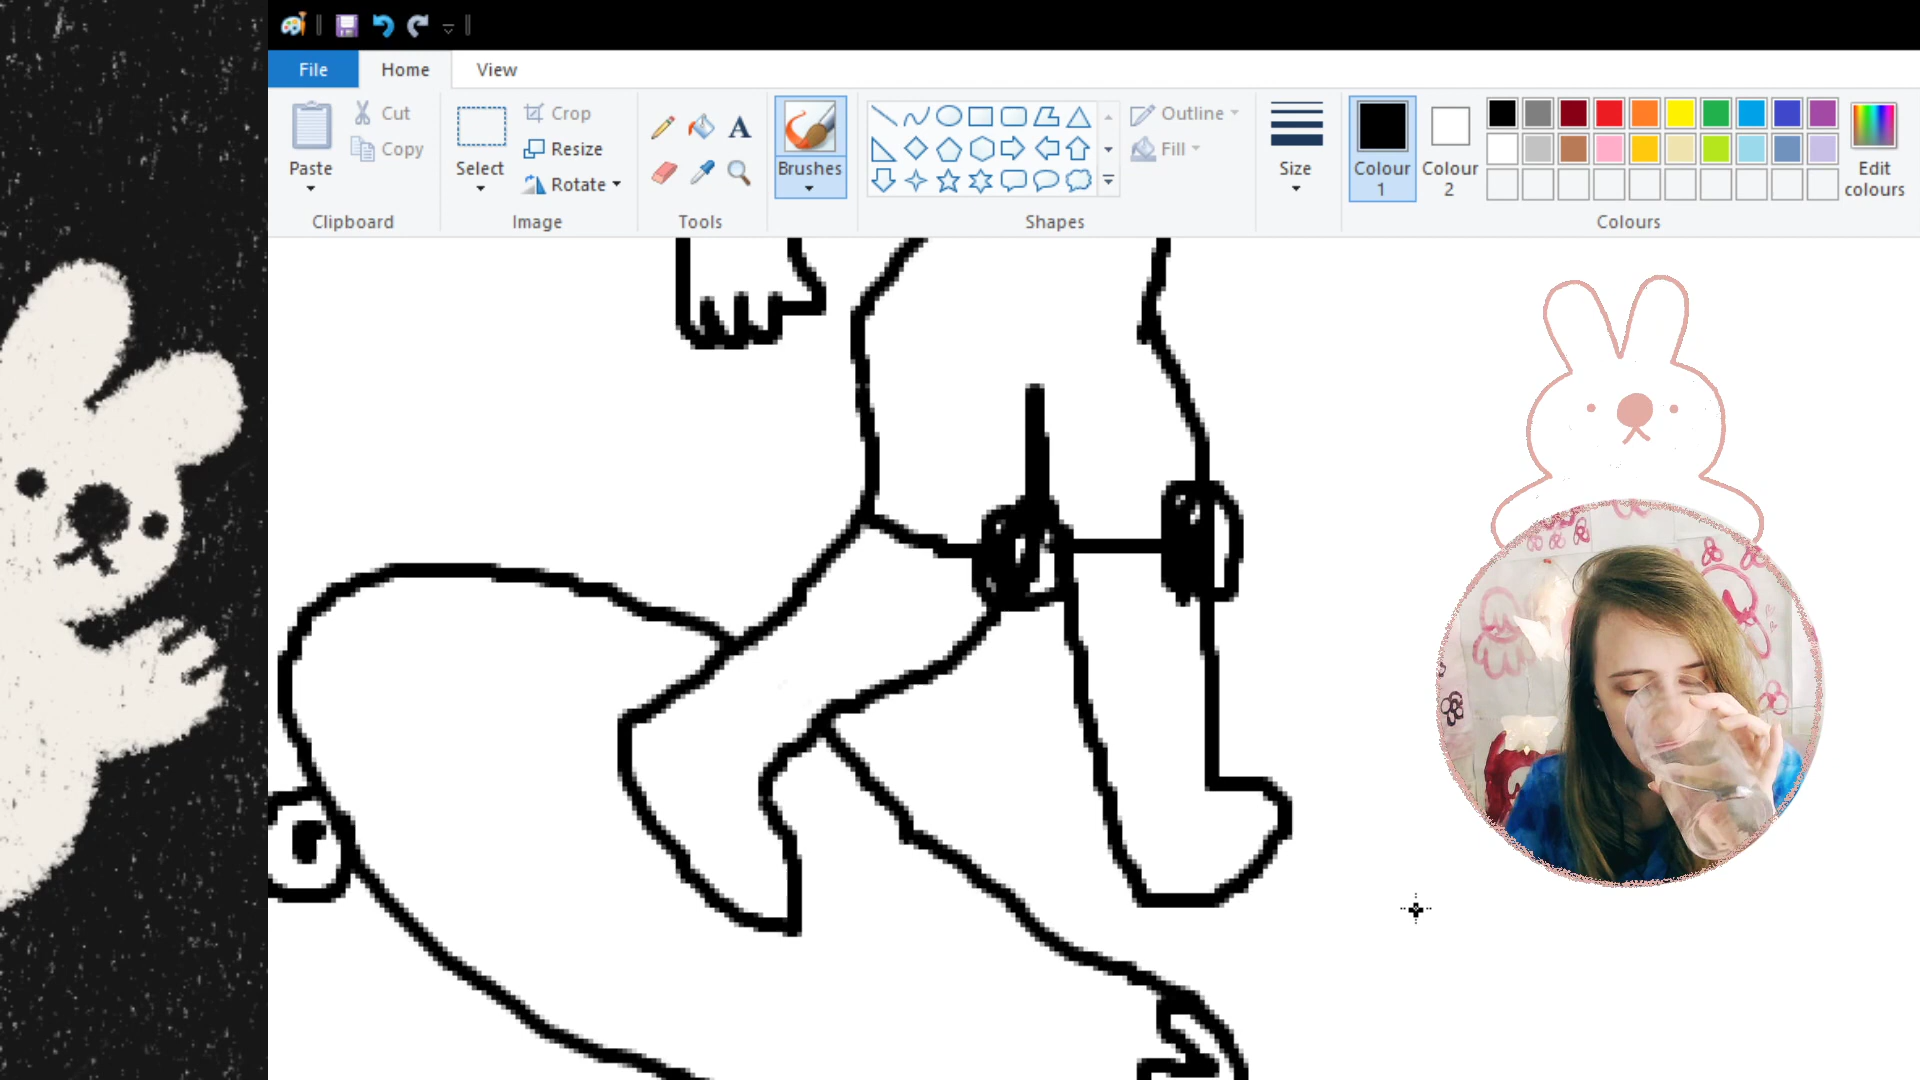 File Home View
Paste
Cut
Copy
Clipboard
Select
Crop
Resize
Rotate
Image
A
Tools
Brushes
Shapes
Outline
Fill
Size
Colour 1
Colour 2
Edit colours
Colours